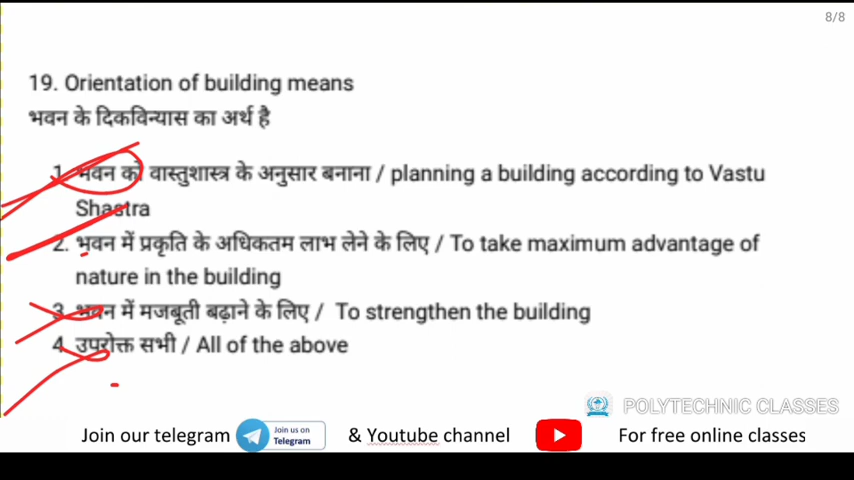 8/8
19. Orientation of building means
भवन के दिकविन्यास का अर्थ है
1. भवन को वास्तुशास्त्र के अनुसार बनाना / planning a building according to Vastu
Shastra
2. भवन में प्रकृति के अधिकतम लाभ लेने के लिए / To take maximum advantage of
nature in the building
3. भवन में मजबूती बढ़ाने के लिए / To strengthen the building
4. उपरोक्त सभी / All of the above
POLYTECHNIC CLASSES
Join our telegram Join us on Telegram & Youtube channel For free online classes